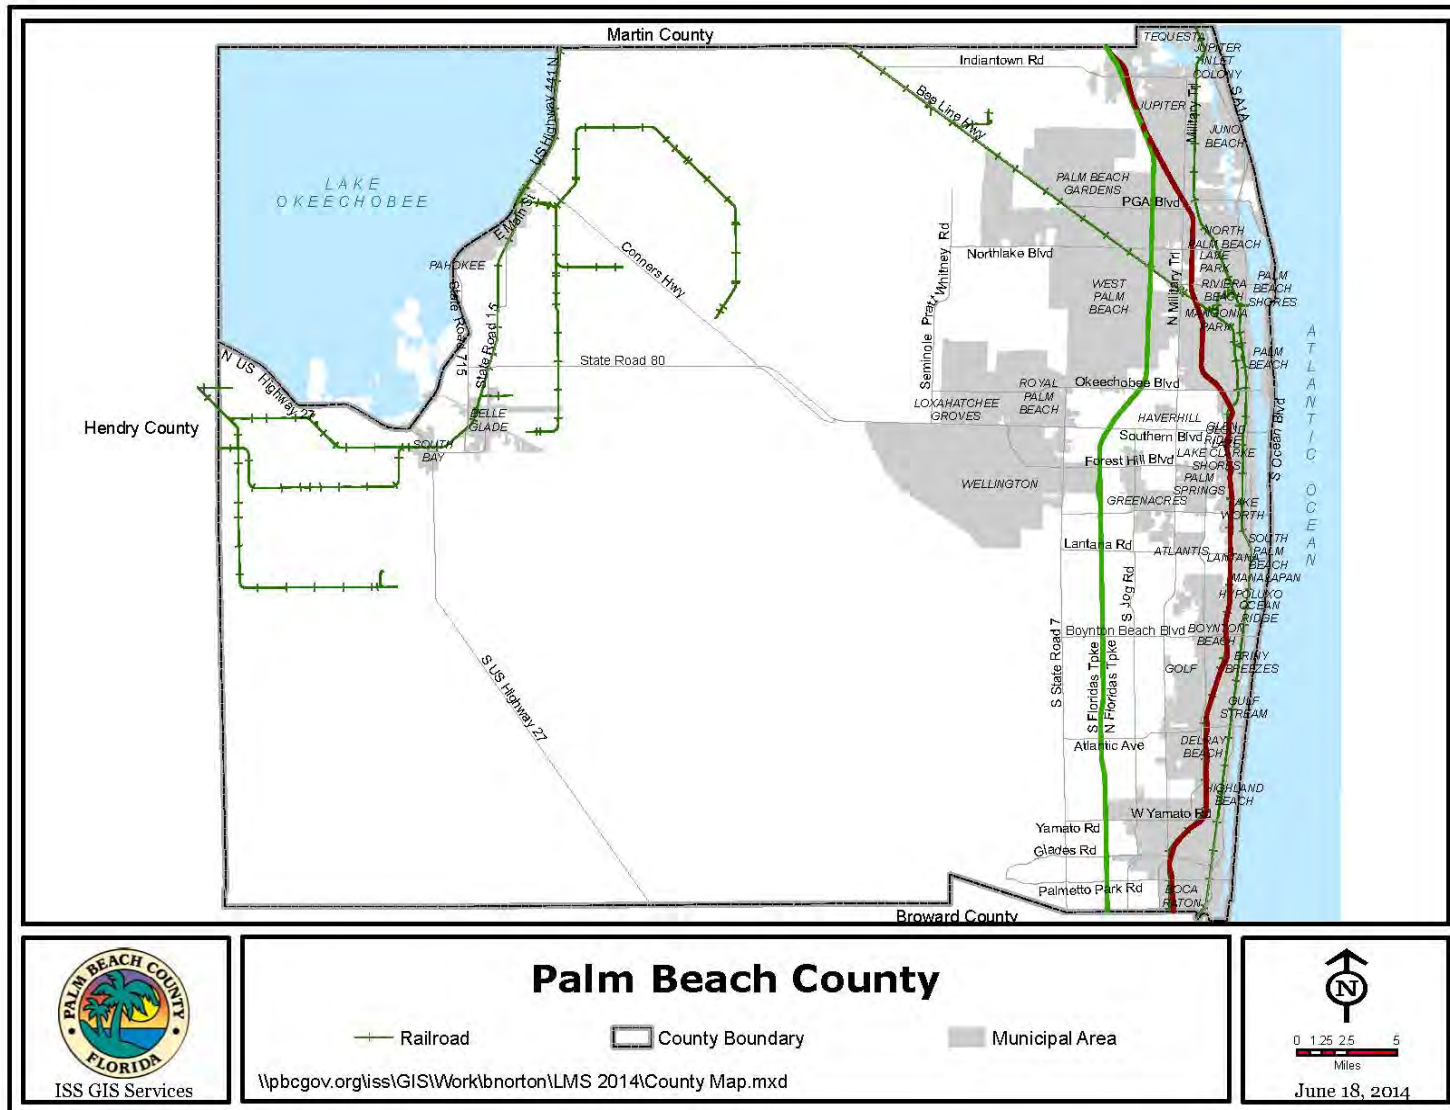 Martin County
TEQUESTA
JUPITER
INLET
COLONY
Indiantown Rd
US Highway 441 N
Bee Line Hwy
JUPITER
Military Trl
S A1A
JUNO
BEACH
LAKE
OKEECHOBEE
PALM BEACH
GARDENS
PGA Blvd
E Main St
NORTH
PALM BEACH
Northlake Blvd
LAKE
PARK
PAHOKEE
Conners Hwy
Seminole Pratt Whitney Rd
WEST
PALM
BEACH
N Military Trl
RIVIERA
BEACH
PALM
BEACH
SHORES
MANGONIA
PARK
State Road 715
State Road 15
N US Highway 27
State Road 80
PALM
BEACH
ATLANTIC OCEAN
ROYAL
PALM
BEACH
Okeechobee Blvd
LOXAHATCHEE
GROVES
HAVERHILL
Hendry County
BELLE
GLADE
SOUTH
BAY
GLEN
RIDGE
CLOUD
LAKE
Southern Blvd
S Ocean Blvd
Forest Hill Blvd
LAKE CLARKE
SHORES
PALM
SPRINGS
WELLINGTON
GREENACRES
LAKE
WORTH
Lantana Rd
ATLANTIS
LANTANA
SOUTH
PALM
BEACH
MANALAPAN
S Jog Rd
HYPOLUXO
OCEAN
RIDGE
S State Road 7
Boynton Beach Blvd
BOYNTON
BEACH
S Floridas Tpke
N Floridas Tpke
GOLF
BRINY
BREEZES
S US Highway 27
GULF
STREAM
Atlantic Ave
DELRAY
BEACH
HIGHLAND
BEACH
W Yamato Rd
Yamato Rd
Glades Rd
Palmetto Park Rd
BOCA
RATON
Broward County
PALM BEACH COUNTY
FLORIDA
ISS GIS Services
Palm Beach County
Railroad
County Boundary
Municipal Area
\\pbcgov.org\iss\GIS\Work\bnorton\LMS 2014\County Map.mxd
N
0 1.25 2.5 5
Miles
June 18, 2014